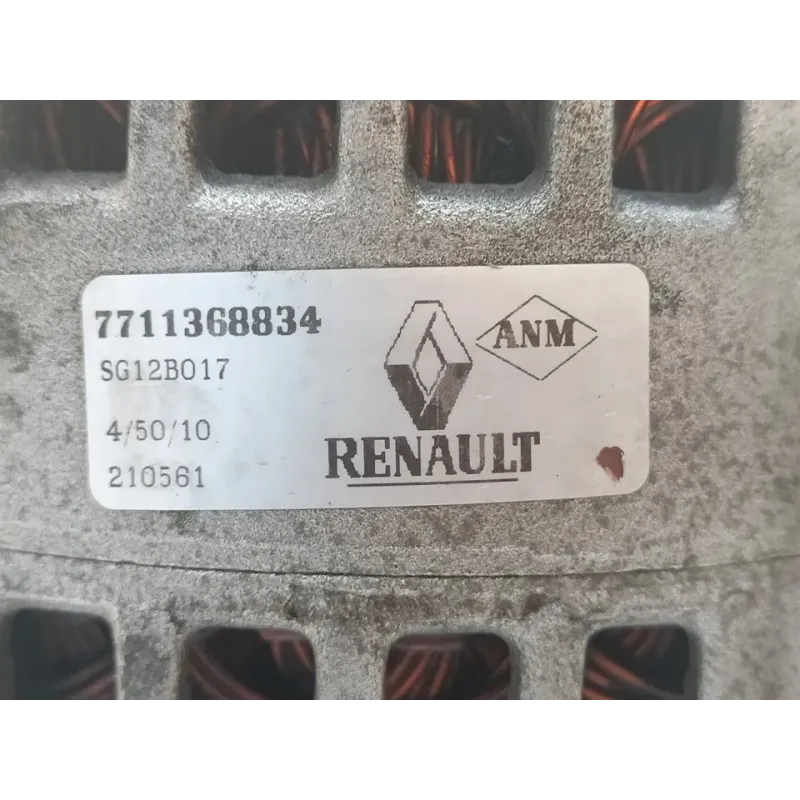 7711368834
SG12B017
4/50/10
210561
ANM
RENAULT